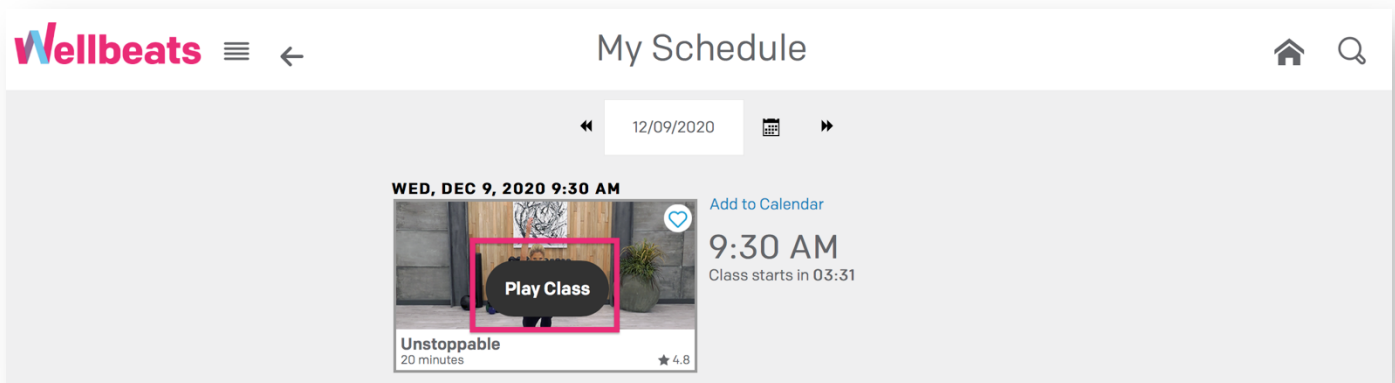 Wellbeats
My Schedule
12/09/2020
WED, DEC 9, 2020 9:30 AM
Add to Calendar
9:30 AM
Class starts in 03:31
Play Class
Unstoppable
20 minutes
4.8